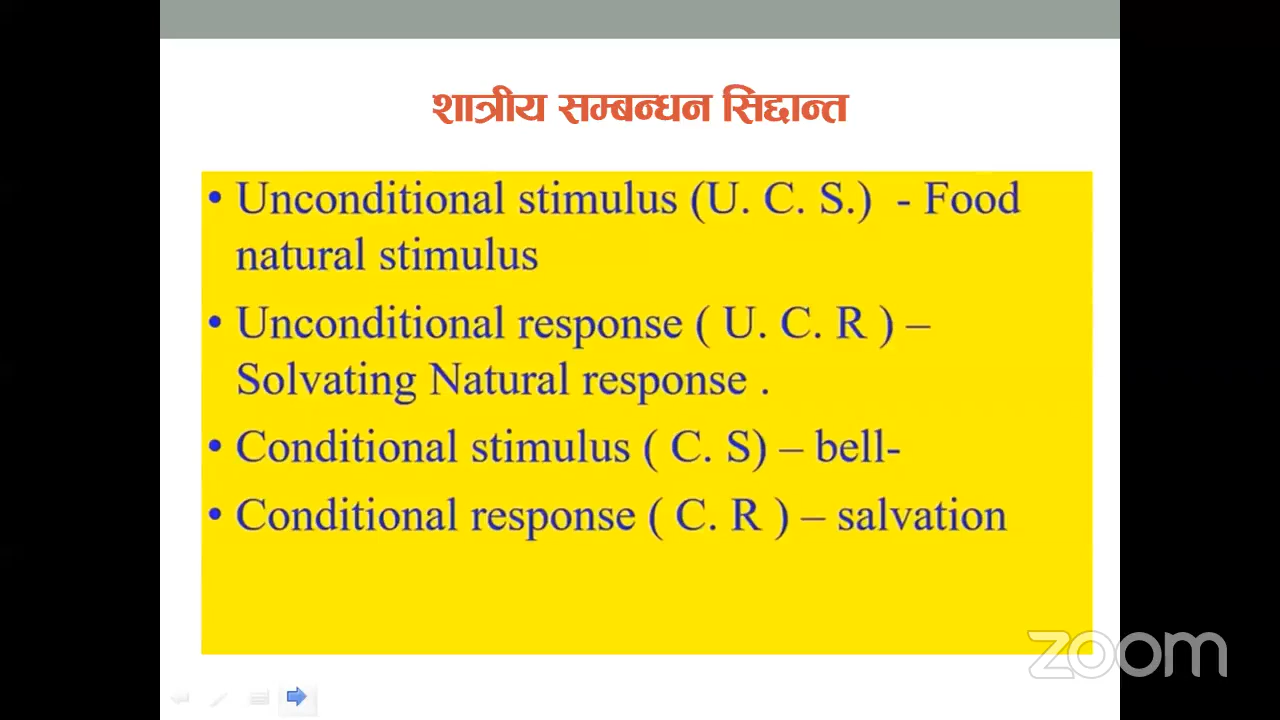 शात्रीय सम्बन्धन सिद्धान्त
• Unconditional stimulus (U. C. S.) - Food
natural stimulus
• Unconditional response ( U. C. R ) –
Solvating Natural response .
• Conditional stimulus ( C. S) – bell-
• Conditional response ( C. R ) – salvation
zoom